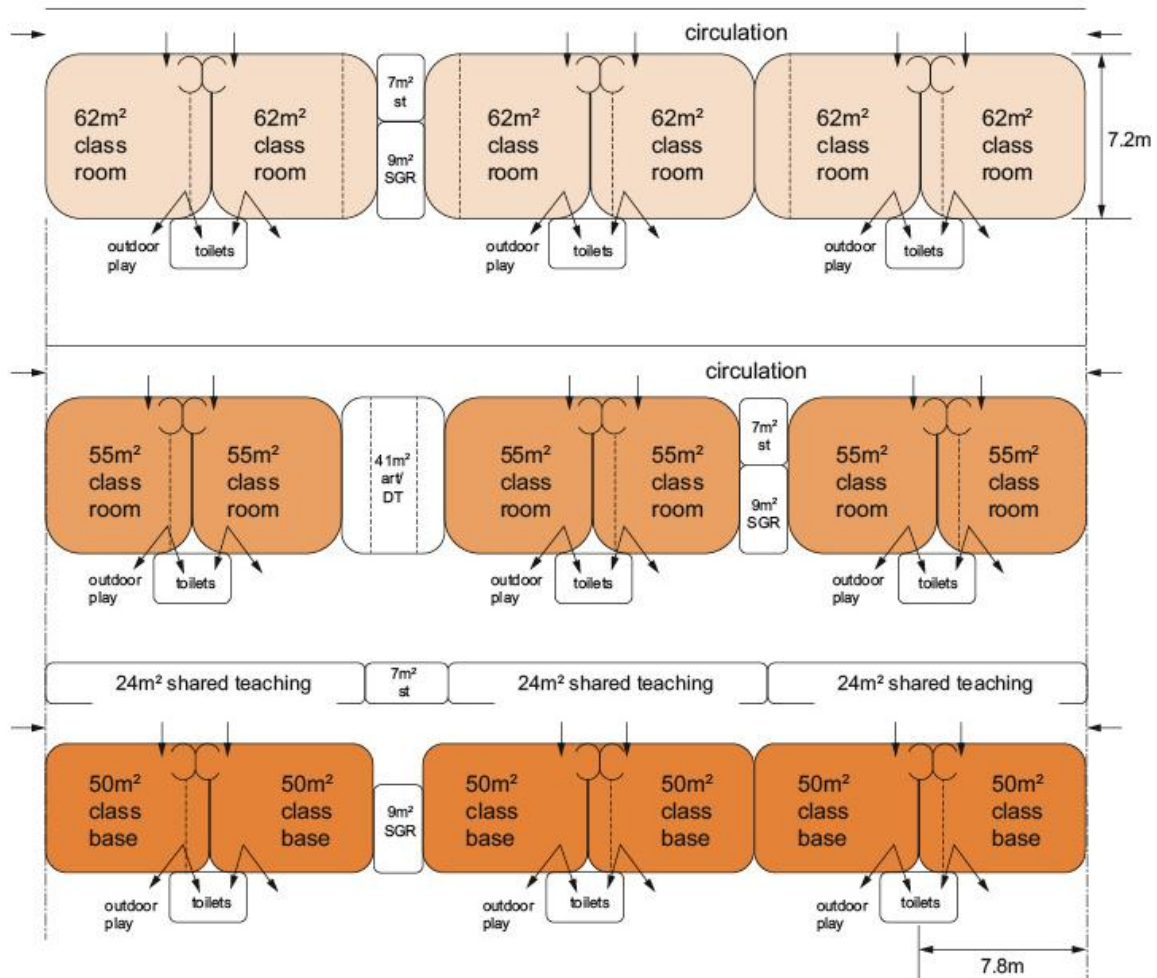 circulation
62m²
class
room
62m²
class
room
7m²
st
9m²
SGR
62m²
class
room
62m²
class
room
62m²
class
room
62m²
class
room
7.2m
outdoor
play
toilets
outdoor
play
toilets
outdoor
play
toilets
circulation
55m²
class
room
55m²
class
room
41m²
art/
DT
55m²
class
room
55m²
class
room
7m²
st
9m²
SGR
55m²
class
room
55m²
class
room
outdoor
play
toilets
outdoor
play
toilets
outdoor
play
toilets
24m² shared teaching
7m²
st
24m² shared teaching
24m² shared teaching
50m²
class
base
50m²
class
base
9m²
SGR
50m²
class
base
50m²
class
base
50m²
class
base
50m²
class
base
outdoor
play
toilets
outdoor
play
toilets
outdoor
play
toilets
7.8m